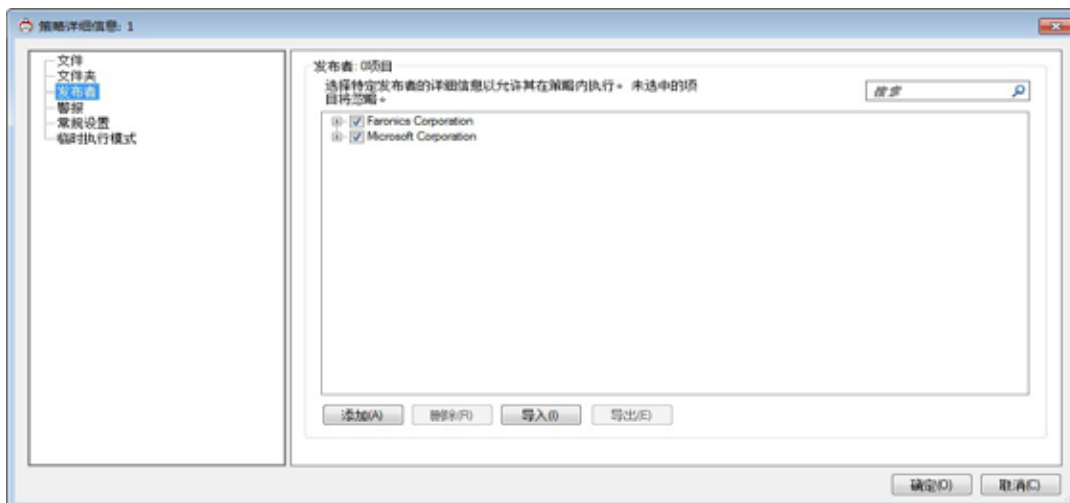 策略详细信息: 1
文件
文件夹
发布者
警报
常规设置
临时执行模式
发布者: 0项目
选择特定发布者的详细信息以允许其在策略内执行。 未选中的项
目将忽略。
搜索
Faronics Corporation
Microsoft Corporation
添加(A)
删除(R)
导入(I)
导出(E)
确定(O)
取消(C)